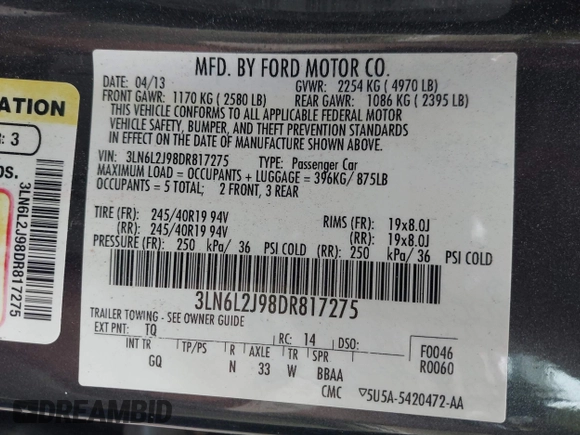 MFD. BY FORD MOTOR CO.
DATE: 04/13 GVWR: 2254 KG ( 4970 LB)
FRONT GAWR: 1170 KG ( 2580 LB) REAR GAWR: 1086 KG ( 2395 LB)
THIS VEHICLE CONFORMS TO ALL APPLICABLE FEDERAL MOTOR
VEHICLE SAFETY, BUMPER, AND THEFT PREVENTION STANDARDS
IN EFFECT ON THE DATE OF MANUFACTURE SHOWN ABOVE.
VIN: 3LN6L2J98DR817275 TYPE: Passenger Car
MAXIMUM LOAD = OCCUPANTS + LUGGAGE = 396KG/ 875LB
OCCUPANTS = 5 TOTAL; 2 FRONT, 3 REAR
TIRE (FR): 245/40R19 94V RIMS (FR): 19x8.0J
(RR): 245/40R19 94V (RR): 19x8.0J
PRESSURE (FR): 250 kPa/ 36 PSI COLD (RR) 250 kPa/ 36 PSI COLD
3LN6L2J98DR817275
TRAILER TOWING - SEE OWNER GUIDE
EXT PNT: TQ RC: 14 DSO: F0046
INT TR TP/PS R AXLE TR SPR R0060
GQ N 33 W BBAA
CMC ▽5U5A-5420472-AA
ATION
: 3
os.
3LN6L2J98DR817275
DREAMBID